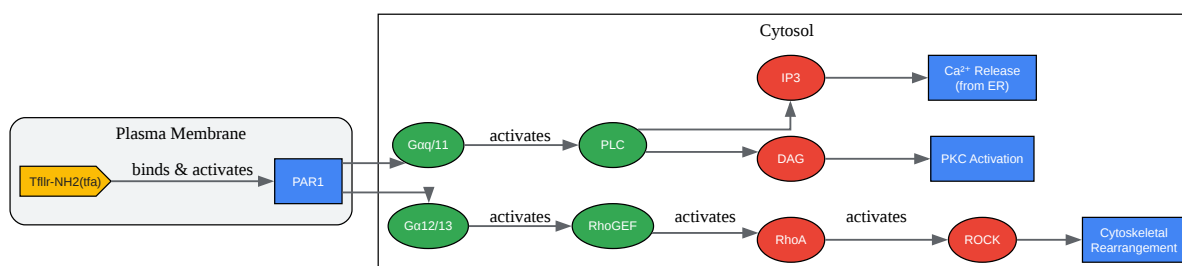 Cytosol
IP3
Ca²⁺ Release
(from ER)
Plasma Membrane
Gαq/11
activates
PLC
DAG
PKC Activation
Tfllr-NH2(tfa)
binds & activates
PAR1
Gα12/13
activates
RhoGEF
activates
RhoA
activates
ROCK
Cytoskeletal
Rearrangement